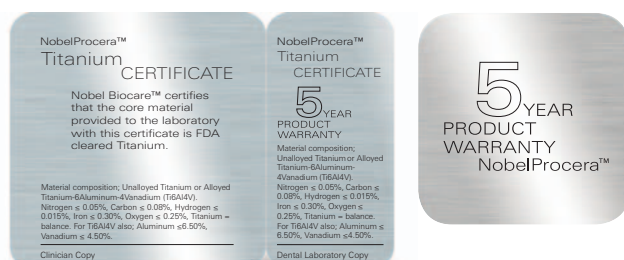 NobelProcera™
Titanium
CERTIFICATE
Nobel Biocare™ certifies
that the core material
provided to the laboratory
with this certificate is FDA
cleared Titanium.
Material composition; Unalloyed Titanium or Alloyed
Titanium-6Aluminum-4Vanadium (Ti6Al4V).
Nitrogen ≤ 0.05%, Carbon ≤ 0.08%, Hydrogen ≤
0.015%, Iron ≤ 0.30%, Oxygen ≤ 0.25%, Titanium =
balance. For Ti6Al4V also; Aluminum ≤6.50%,
Vanadium ≤ 4.50%.
Clinician Copy
NobelProcera™
Titanium
CERTIFICATE
5 YEAR
PRODUCT
WARRANTY
Material composition;
Unalloyed Titanium or Alloyed
Titanium-6Aluminum-
4Vanadium (Ti6Al4V).
Nitrogen ≤ 0.05%, Carbon ≤
0.08%, Hydrogen ≤ 0.015%,
Iron ≤ 0.30%, Oxygen ≤
0.25%, Titanium = balance.
For Ti6Al4V also; Aluminum ≤
6.50%, Vanadium ≤4.50%.
Dental Laboratory Copy
5 YEAR
PRODUCT
WARRANTY
NobelProcera™